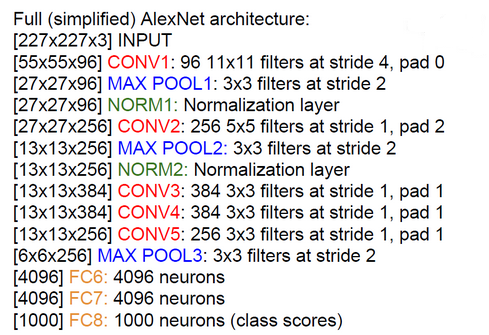 Full (simplified) AlexNet architecture:
[227x227x3] INPUT
[55x55x96] CONV1: 96 11x11 filters at stride 4, pad 0
[27x27x96] MAX POOL1: 3x3 filters at stride 2
[27x27x96] NORM1: Normalization layer
[27x27x256] CONV2: 256 5x5 filters at stride 1, pad 2
[13x13x256] MAX POOL2: 3x3 filters at stride 2
[13x13x256] NORM2: Normalization layer
[13x13x384] CONV3: 384 3x3 filters at stride 1, pad 1
[13x13x384] CONV4: 384 3x3 filters at stride 1, pad 1
[13x13x256] CONV5: 256 3x3 filters at stride 1, pad 1
[6x6x256] MAX POOL3: 3x3 filters at stride 2
[4096] FC6: 4096 neurons
[4096] FC7: 4096 neurons
[1000] FC8: 1000 neurons (class scores)